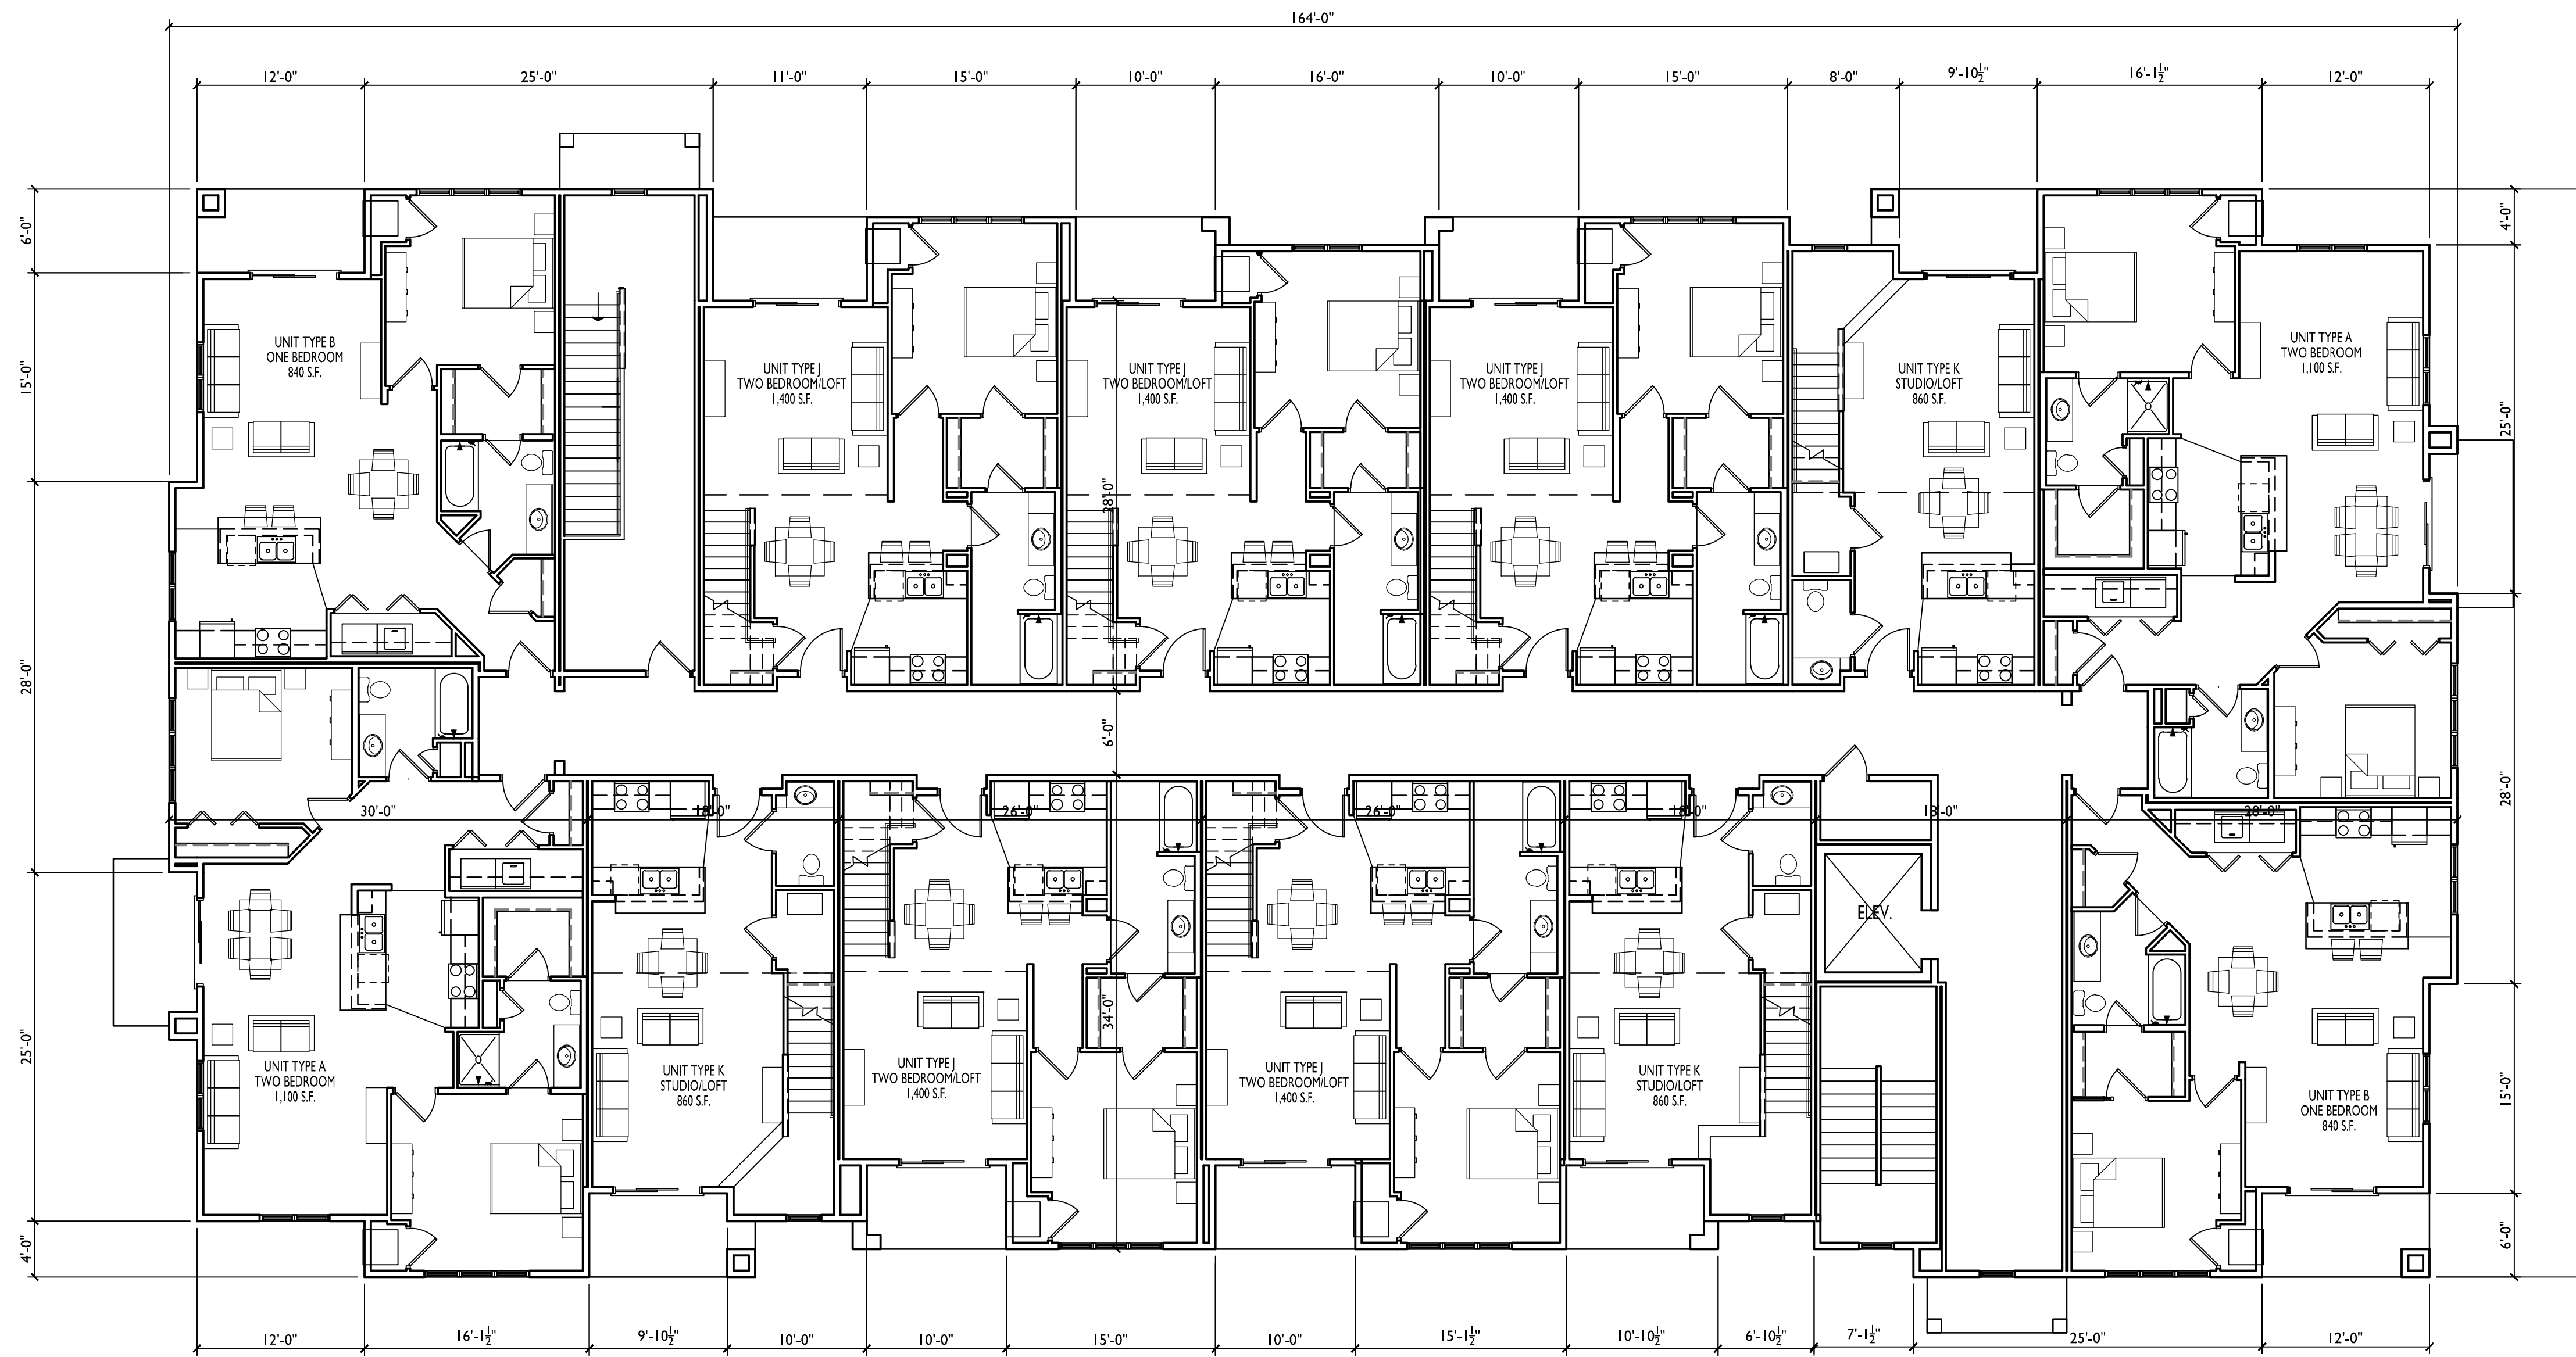 164'-0"
12'-0" 25'-0" 11'-0" 15'-0" 10'-0" 16'-0" 10'-0" 15'-0" 8'-0" 9'-10½" 16'-1½" 12'-0"
6'-0"
4'-0"
UNIT TYPE B
ONE BEDROOM
840 S.F.
UNIT TYPE J
TWO BEDROOM/LOFT
1,400 S.F.
UNIT TYPE J
TWO BEDROOM/LOFT
1,400 S.F.
UNIT TYPE J
TWO BEDROOM/LOFT
1,400 S.F.
UNIT TYPE K
STUDIO/LOFT
860 S.F.
UNIT TYPE A
TWO BEDROOM
1,100 S.F.
15'-0"
25'-0"
28'-0"
28'-0"
6'-0"
28'-0"
30'-0" 18'-0" 26'-0" 26'-0" 18'-0" 18'-0" 28'-0"
ELEV.
34'-0"
25'-0"
15'-0"
UNIT TYPE A
TWO BEDROOM
1,100 S.F.
UNIT TYPE K
STUDIO/LOFT
860 S.F.
UNIT TYPE J
TWO BEDROOM/LOFT
1,400 S.F.
UNIT TYPE J
TWO BEDROOM/LOFT
1,400 S.F.
UNIT TYPE K
STUDIO/LOFT
860 S.F.
UNIT TYPE B
ONE BEDROOM
840 S.F.
4'-0"
6'-0"
12'-0" 16'-1½" 9'-10½" 10'-0" 10'-0" 15'-0" 10'-0" 15'-1½" 10'-10½" 6'-10½" 7'-1½" 25'-0" 12'-0"